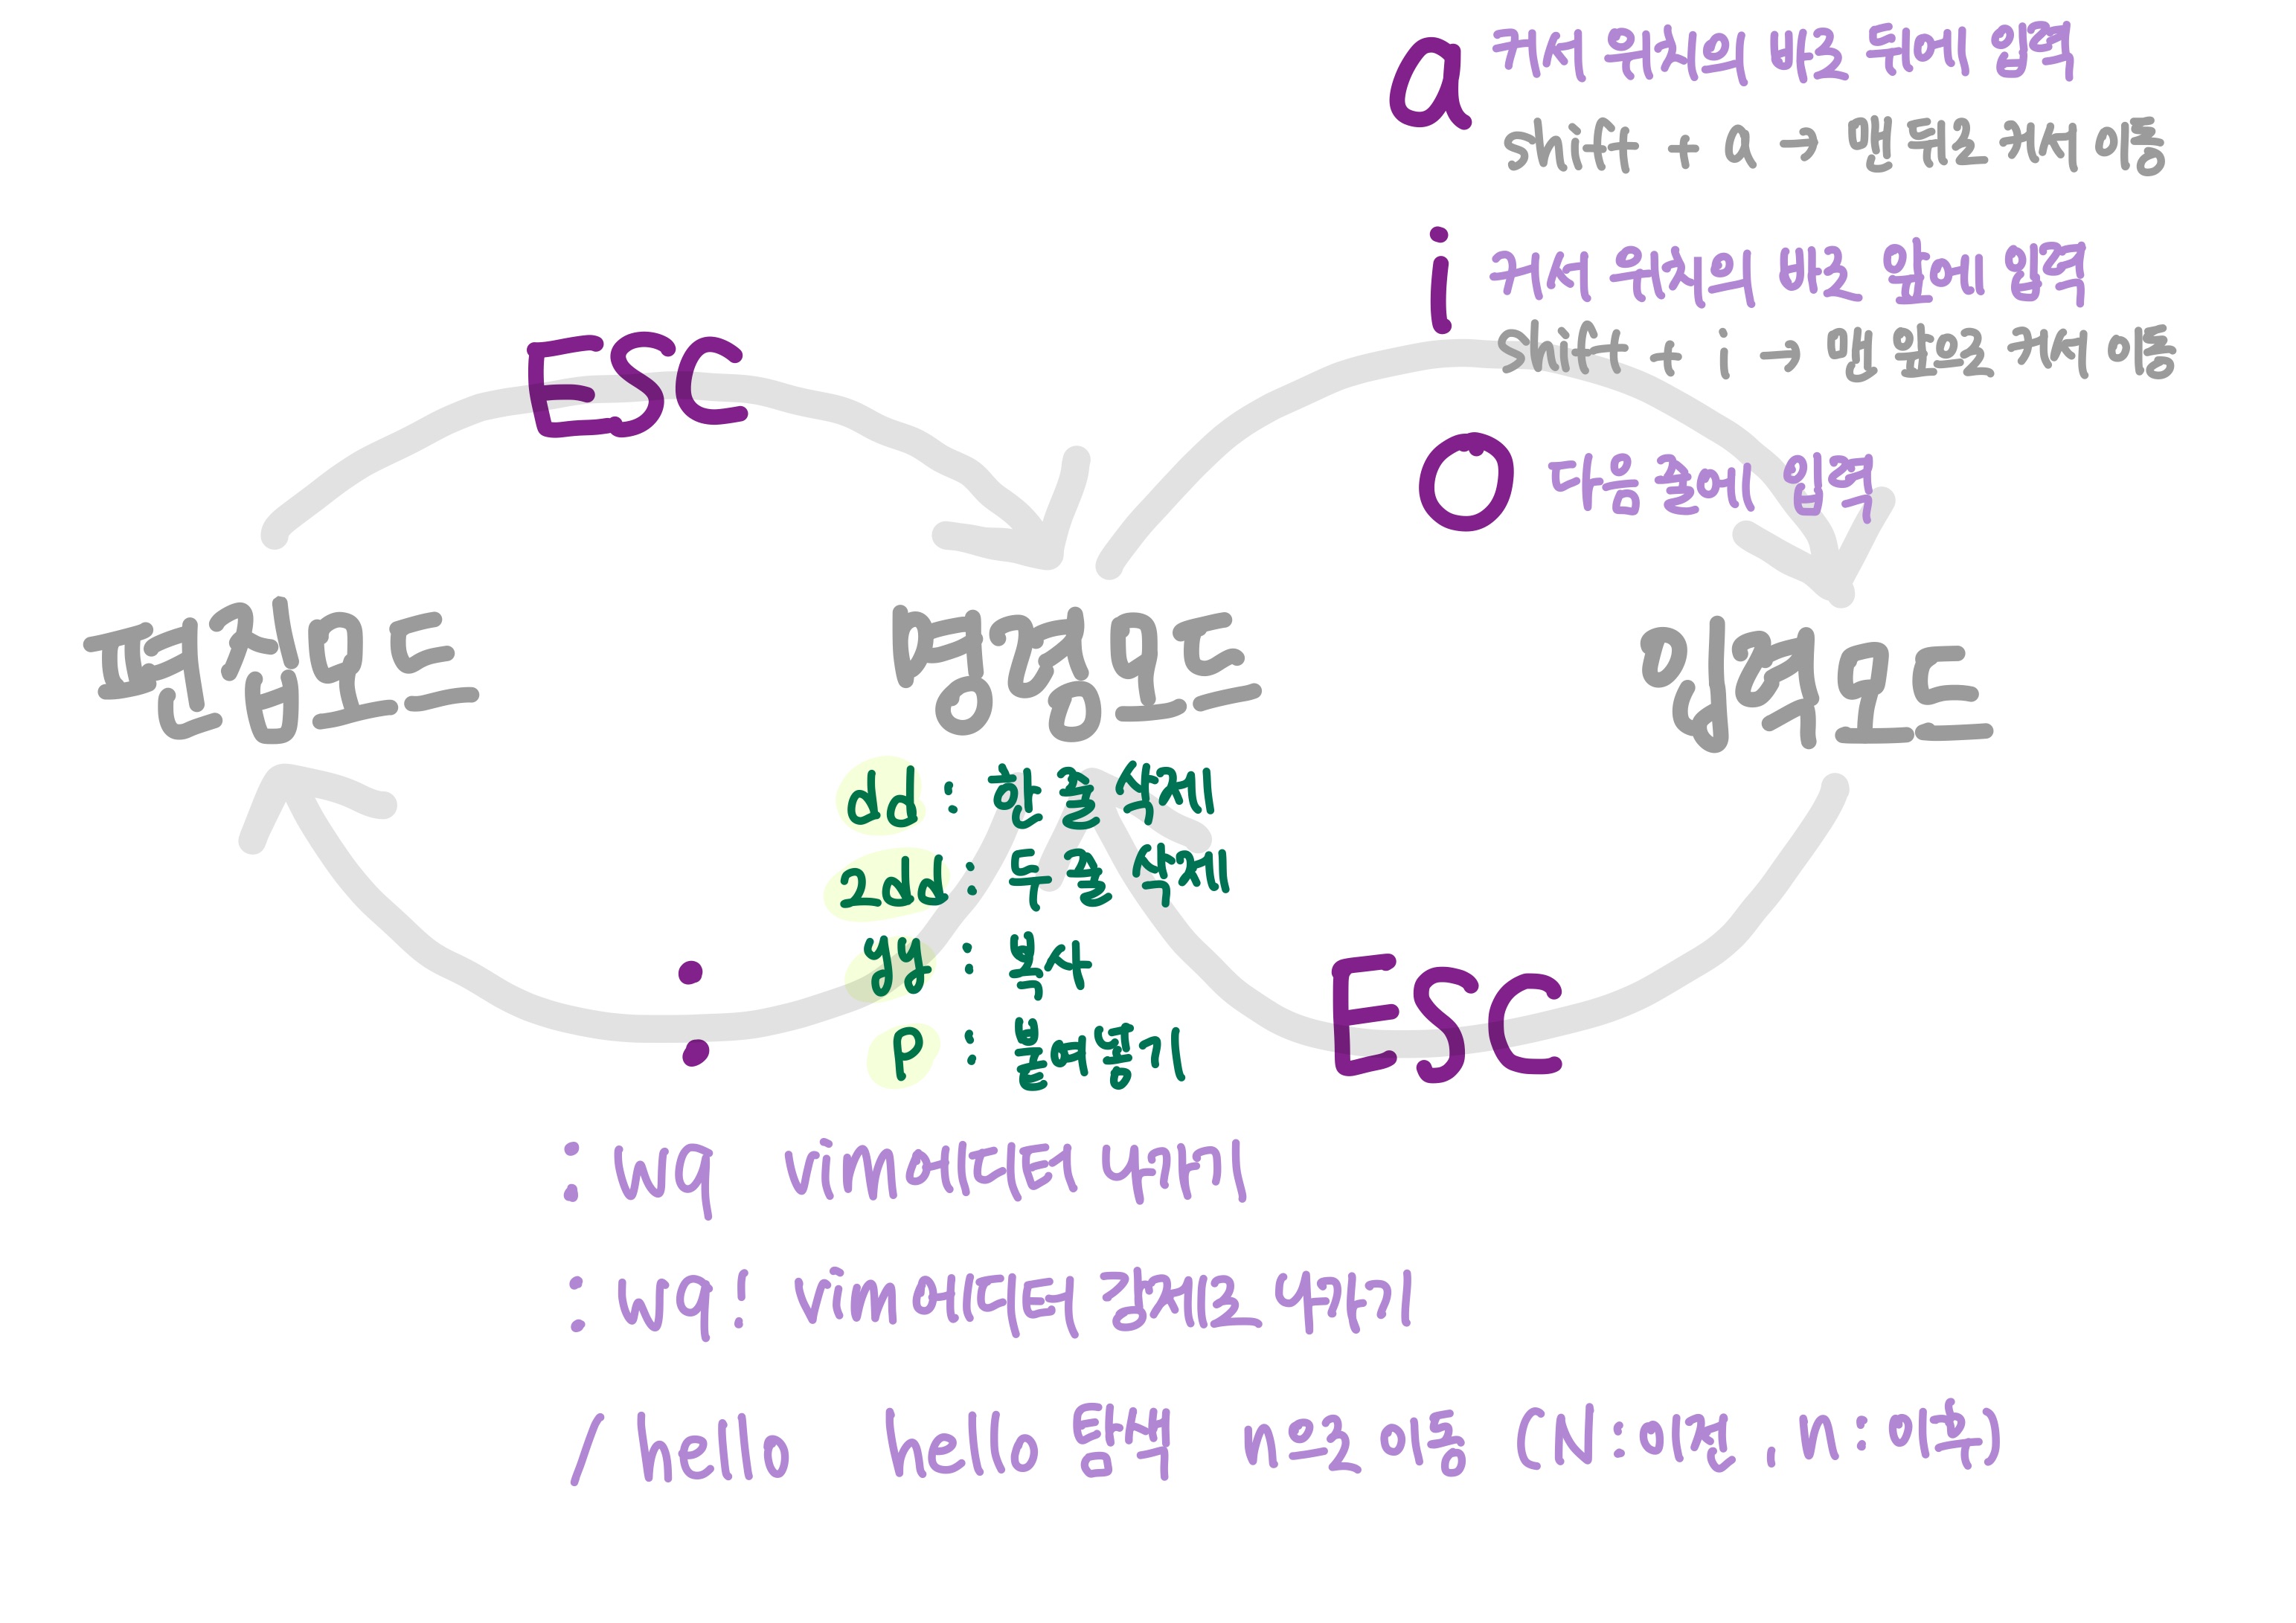 a 커서 위치의 바로 뒤에 입력
shift + a → 맨 뒤로 커서 이동
i 커서 위치의 바로 앞에 입력
shift + i → 맨 앞으로 커서 이동
o 다음 줄에 입력
ESC
편집모드 명령모드 입력모드
dd : 한 줄 삭제
2dd : 두 줄 삭제
yy : 복사
p : 붙여넣기
:
ESC
: wq vim에디터 나가기
: wq! vim에디터 강제로 나가기
/ hello hello 탐색 n으로 이동 (N:이전, n:이후)